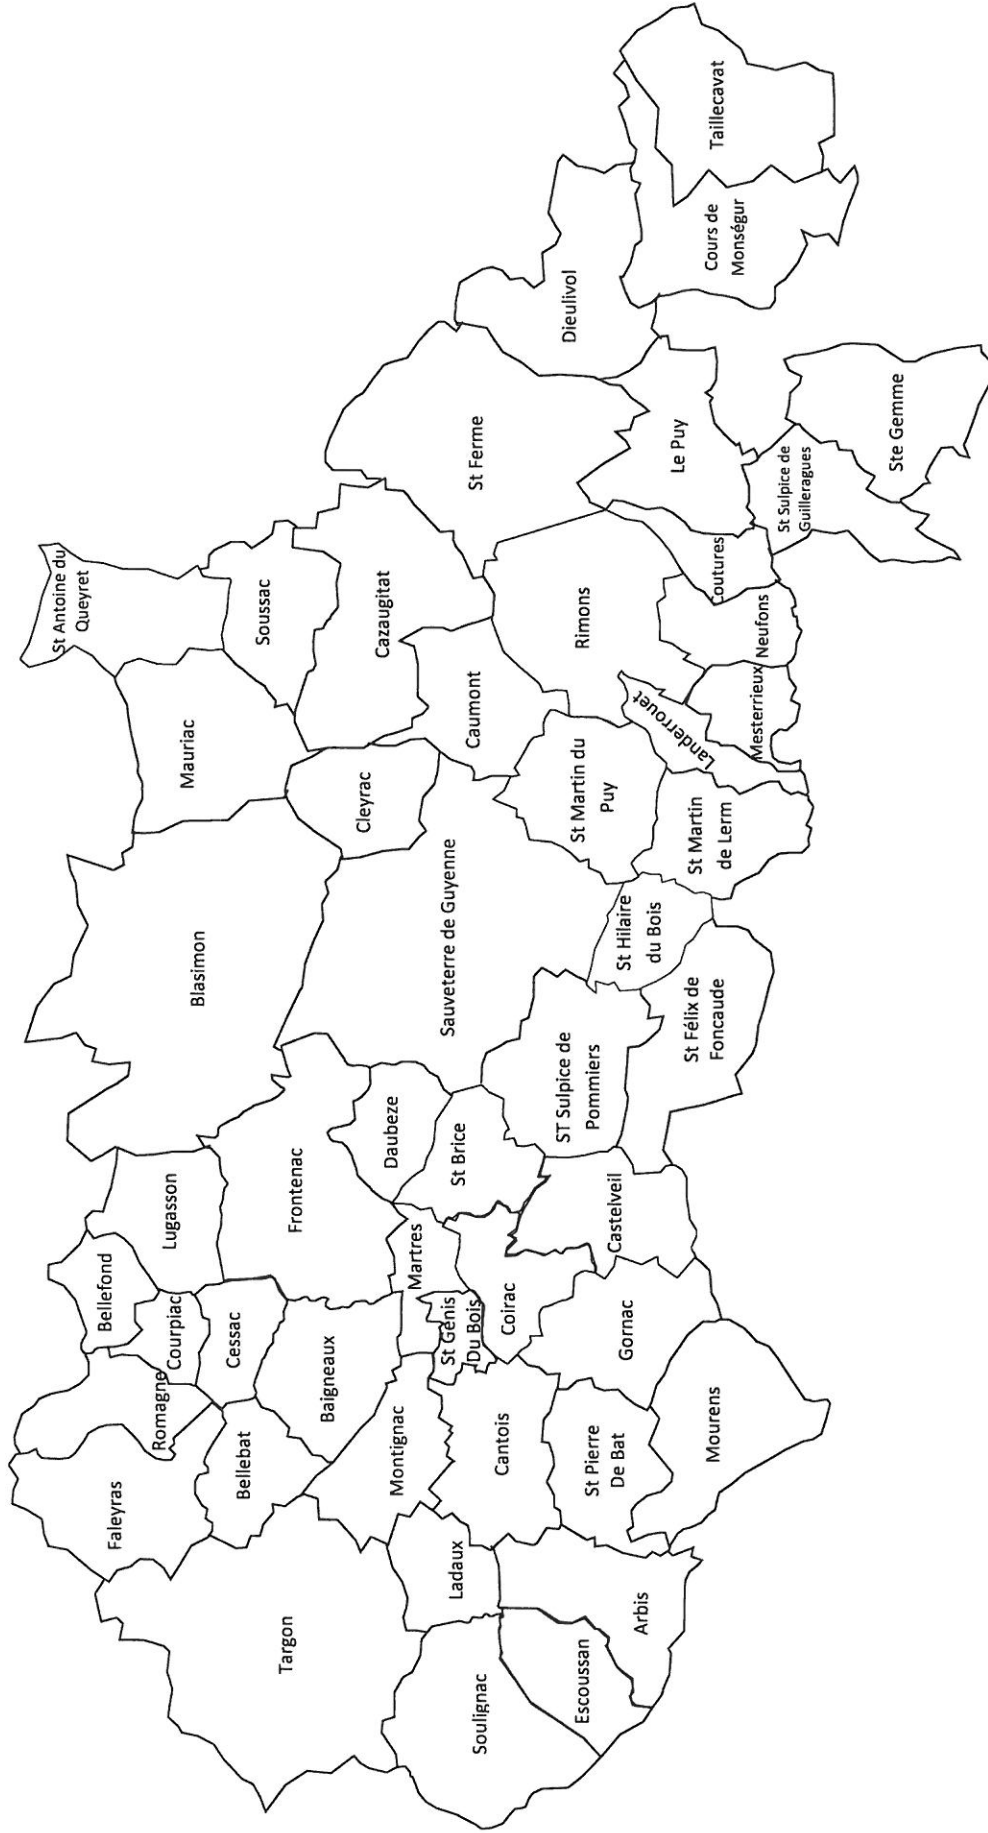 Taillecavat
Cours de
Monségur
Dieulivol
St Ferme
Le Puy
Ste Gemme
St Sulpice de
Guilleragues
St Antoine du
Queyret
Soussac
Cazaugitat
Rimons
Coutures
Neufons
Mauriac
Caumont
Landerrouet
Mesterrieux
Cleyrac
St Martin du
Puy
St Martin
de Lerm
Blasimon
Sauveterre de Guyenne
St Hilaire
du Bois
St Félix de
Foncaude
ST Sulpice de
Pommiers
Daubeze
St Brice
Frontenac
Lugasson
Castelveil
Martres
Bellefond
Courpiac
Cessac
St Génis
Du Bois
Coirac
Gornac
Romagne
Baigneaux
Bellebat
Montignac
Cantois
St Pierre
De Bat
Mourens
Faleyras
Ladaux
Arbis
Targon
Escoussan
Soulignac